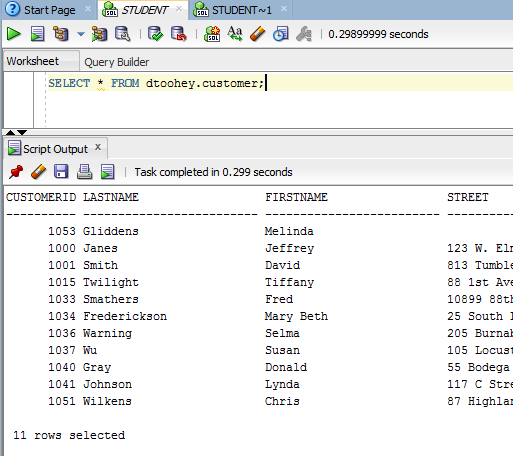 Start Page STUDENT STUDENT~1
0.29899999 seconds
Worksheet Query Builder
SELECT * FROM dtoohey.customer;
Script Output
Task completed in 0.299 seconds
CUSTOMERID LASTNAME FIRSTNAME STREET
---------- ------------------------- ------------------------- ----------
1053 Gliddens Melinda
1000 Janes Jeffrey 123 W. Elm
1001 Smith David 813 Tumble
1015 Twilight Tiffany 88 1st Ave
1033 Smathers Fred 10899 88th
1034 Frederickson Mary Beth 25 South
1036 Warning Selma 205 Burnab
1037 Wu Susan 105 Locust
1040 Gray Donald 55 Bodega
1041 Johnson Lynda 117 C Stre
1051 Wilkens Chris 87 Highlan
11 rows selected